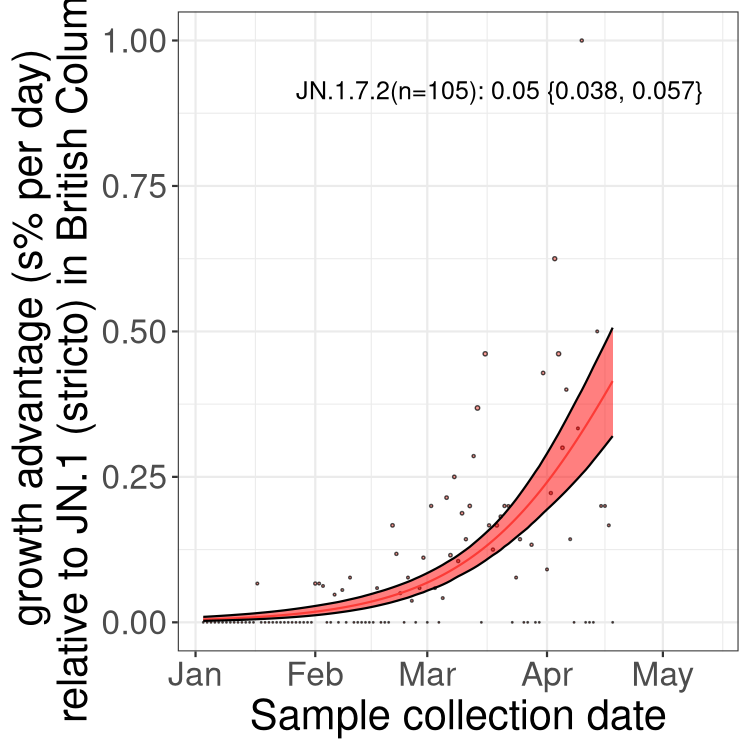 growth advantage (s% per day)
relative to JN.1 (stricto) in British Colum
1.00
0.75
0.50
0.25
0.00
JN.1.7.2(n=105): 0.05 {0.038, 0.057}
Jan Feb Mar Apr May
Sample collection date